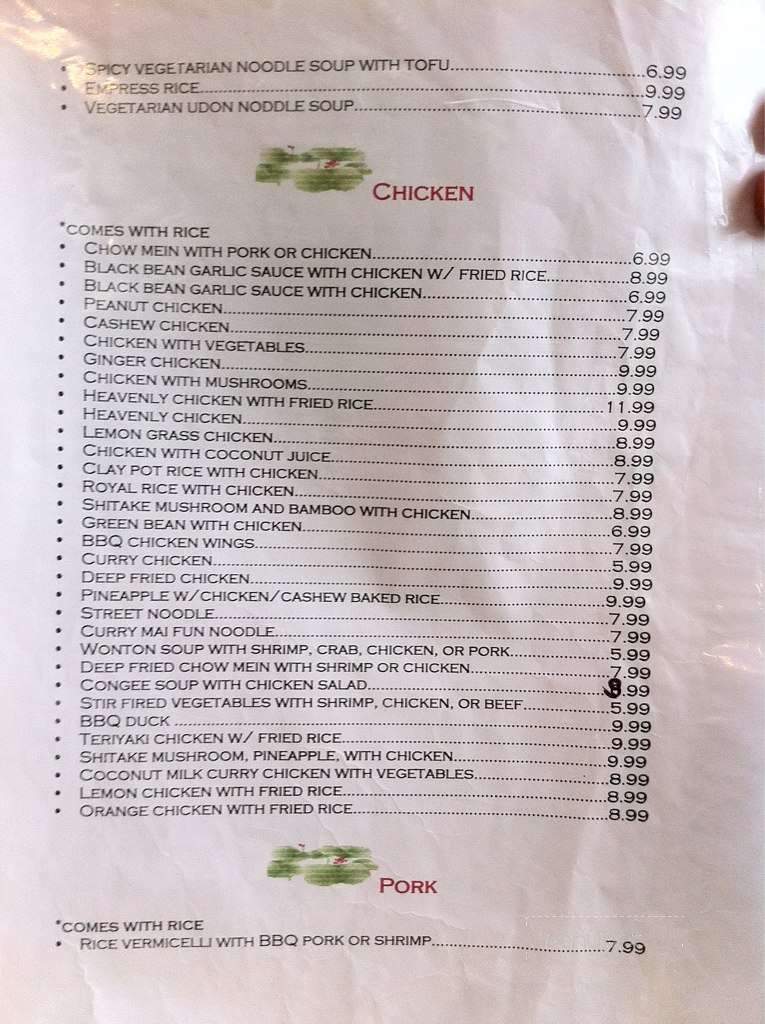 • SPICY VEGETARIAN NOODLE SOUP WITH TOFU...6.99
• EMPRESS RICE...9.99
• VEGETARIAN UDON NODDLE SOUP...7.99
CHICKEN
*COMES WITH RICE
• CHOW MEIN WITH PORK OR CHICKEN...6.99
• BLACK BEAN GARLIC SAUCE WITH CHICKEN W/ FRIED RICE...8.99
• BLACK BEAN GARLIC SAUCE WITH CHICKEN...6.99
• PEANUT CHICKEN...7.99
• CASHEW CHICKEN...7.99
• CHICKEN WITH VEGETABLES...7.99
• GINGER CHICKEN...9.99
• CHICKEN WITH MUSHROOMS...9.99
• HEAVENLY CHICKEN WITH FRIED RICE...11.99
• HEAVENLY CHICKEN...9.99
• LEMON GRASS CHICKEN...8.99
• CHICKEN WITH COCONUT JUICE...8.99
• CLAY POT RICE WITH CHICKEN...7.99
• ROYAL RICE WITH CHICKEN...7.99
• SHITAKE MUSHROOM AND BAMBOO WITH CHICKEN...8.99
• GREEN BEAN WITH CHICKEN...6.99
• BBQ CHICKEN WINGS...7.99
• CURRY CHICKEN...5.99
• DEEP FRIED CHICKEN...9.99
• PINEAPPLE W/CHICKEN/CASHEW BAKED RICE...9.99
• STREET NOODLE...7.99
• CURRY MAI FUN NOODLE...7.99
• WONTON SOUP WITH SHRIMP, CRAB, CHICKEN, OR PORK...5.99
• DEEP FRIED CHOW MEIN WITH SHRIMP OR CHICKEN...7.99
• CONGEE SOUP WITH CHICKEN SALAD....99
• STIR FIRED VEGETABLES WITH SHRIMP, CHICKEN, OR BEEF...5.99
• BBQ DUCK ...9.99
• TERIYAKI CHICKEN W/ FRIED RICE...9.99
• SHITAKE MUSHROOM, PINEAPPLE, WITH CHICKEN...9.99
• COCONUT MILK CURRY CHICKEN WITH VEGETABLES...8.99
• LEMON CHICKEN WITH FRIED RICE...8.99
• ORANGE CHICKEN WITH FRIED RICE...8.99
PORK
*COMES WITH RICE
• RICE VERMICELLI WITH BBQ PORK OR SHRIMP...7.99